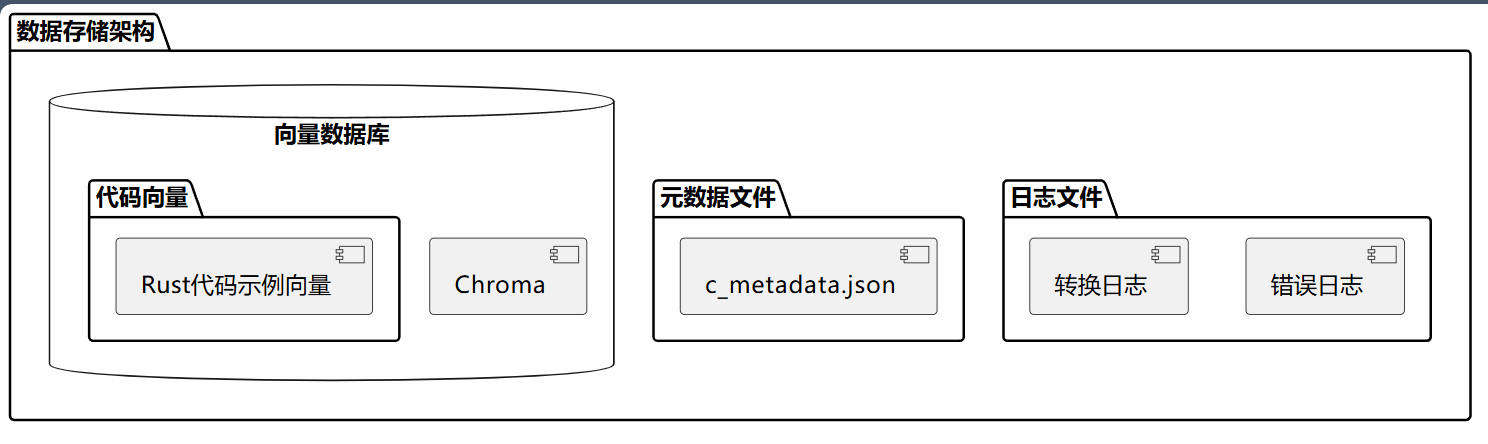 数据存储架构
向量数据库
代码向量
Rust代码示例向量
Chroma
元数据文件
c_metadata.json
日志文件
转换日志
错误日志